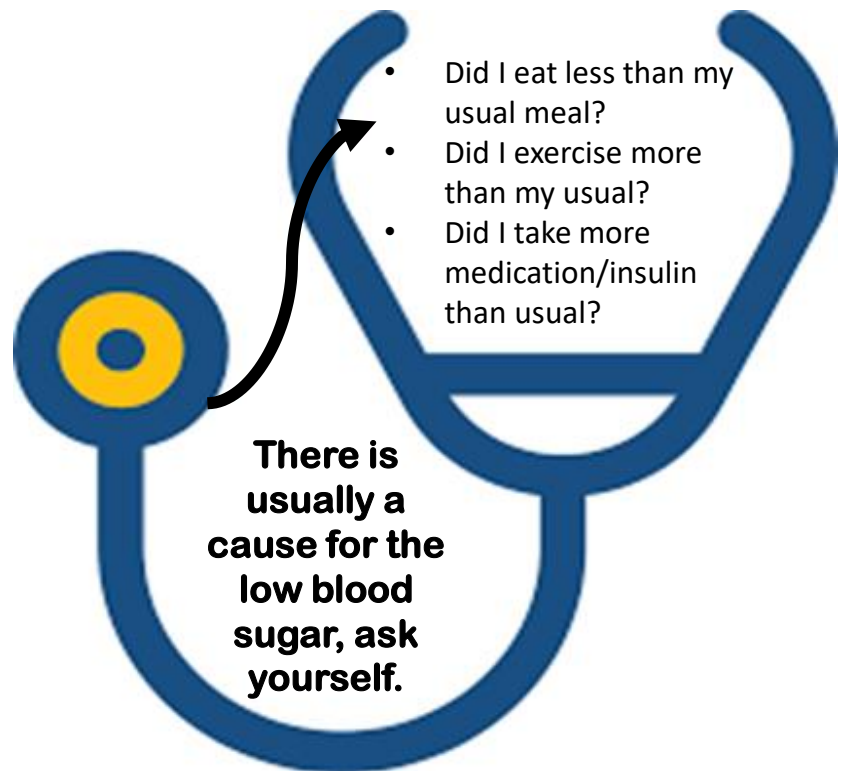 • Did I eat less than my
usual meal?
• Did I exercise more
than my usual?
• Did I take more
medication/insulin
than usual?
There is
usually a
cause for the
low blood
sugar, ask
yourself.